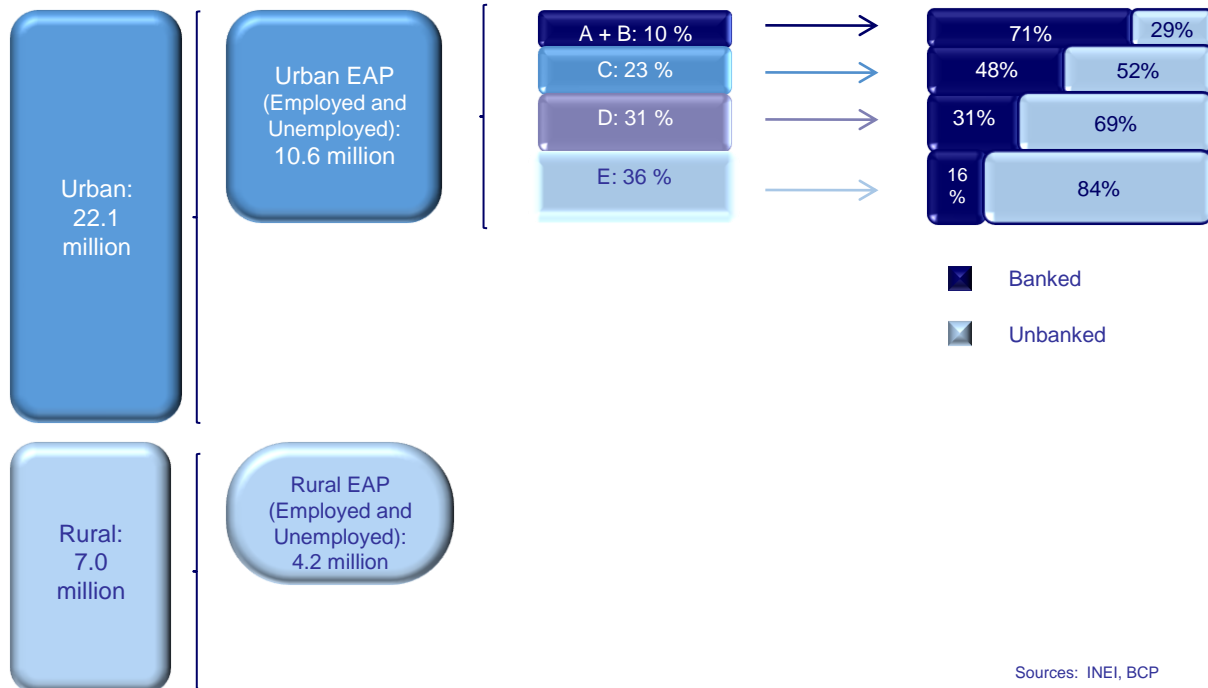 Urban:
22.1
million
Urban EAP
(Employed and
Unemployed):
10.6 million
A + B: 10 %
C: 23 %
D: 31 %
E: 36 %
71%
29%
48%
52%
31%
69%
16
%
84%
Banked
Unbanked
Rural:
7.0
million
Rural EAP
(Employed and
Unemployed):
4.2 million
Sources: INEI, BCP